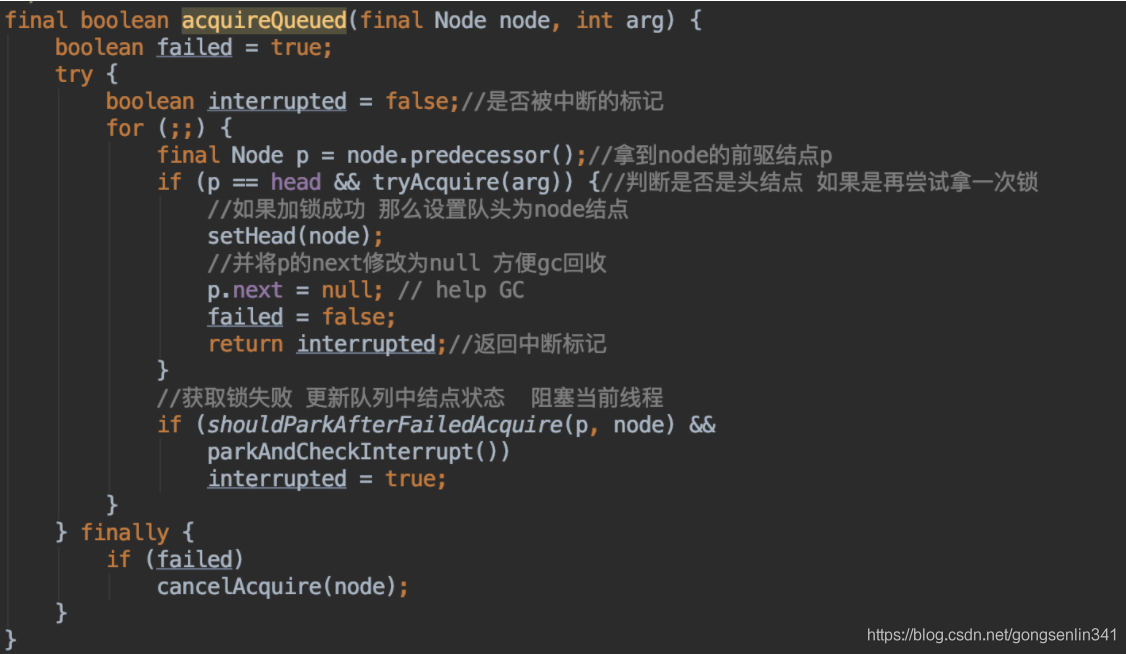 final boolean acquireQueued(final Node node, int arg) {
    boolean failed = true;
    try {
        boolean interrupted = false;//是否被中断的标记
        for (;;) {
            final Node p = node.predecessor();//拿到node的前驱结点p
            if (p == head && tryAcquire(arg)) {//判断是否是头结点 如果是再尝试拿一次锁
                //如果加锁成功 那么设置队头为node结点
                setHead(node);
                //并将p的next修改为null 方便gc回收
                p.next = null; // help GC
                failed = false;
                return interrupted;//返回中断标记
            }
            //获取锁失败 更新队列中结点状态  阻塞当前线程
            if (shouldParkAfterFailedAcquire(p, node) &&
                parkAndCheckInterrupt())
                interrupted = true;
        }
    } finally {
        if (failed)
            cancelAcquire(node);
    }
}
https://blog.csdn.net/gongsenlin341